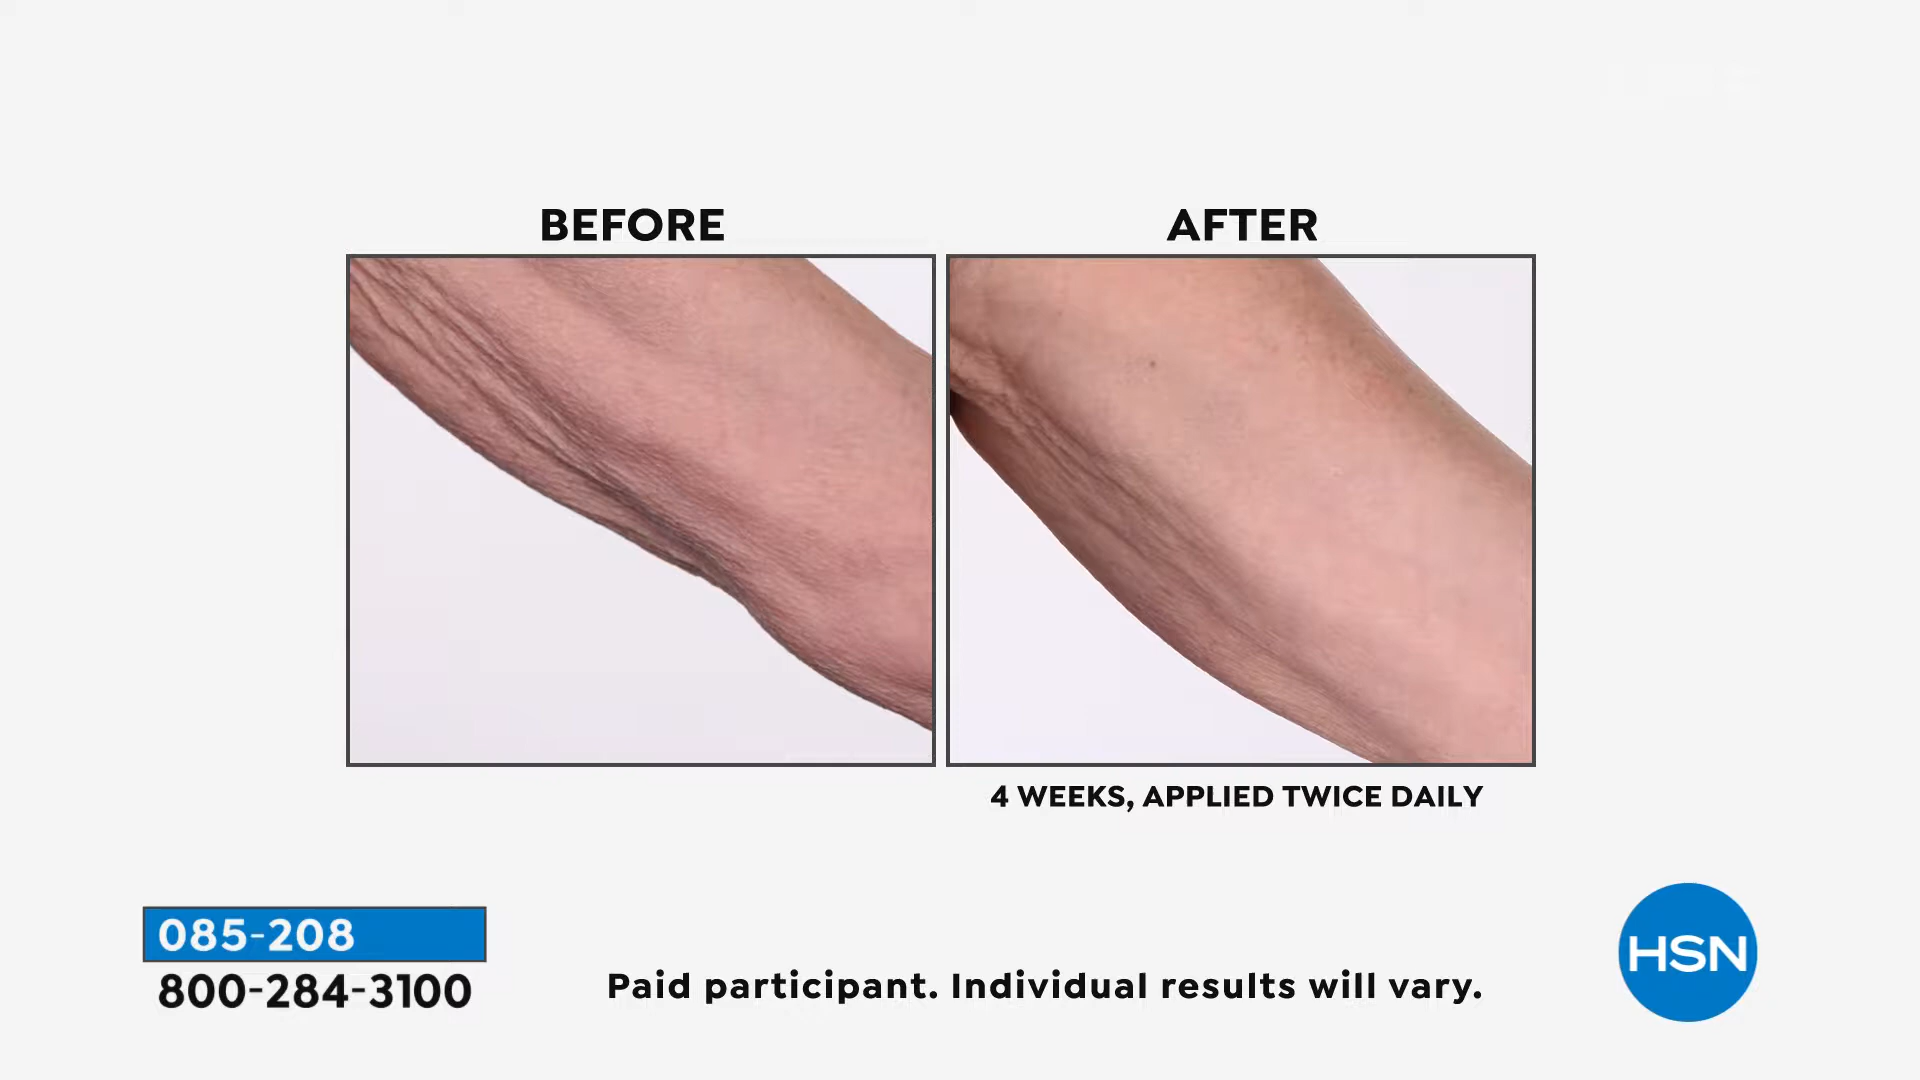 BEFORE
AFTER
4 WEEKS, APPLIED TWICE DAILY
085-208
800-284-3100
Paid participant. Individual results will vary.
HSN